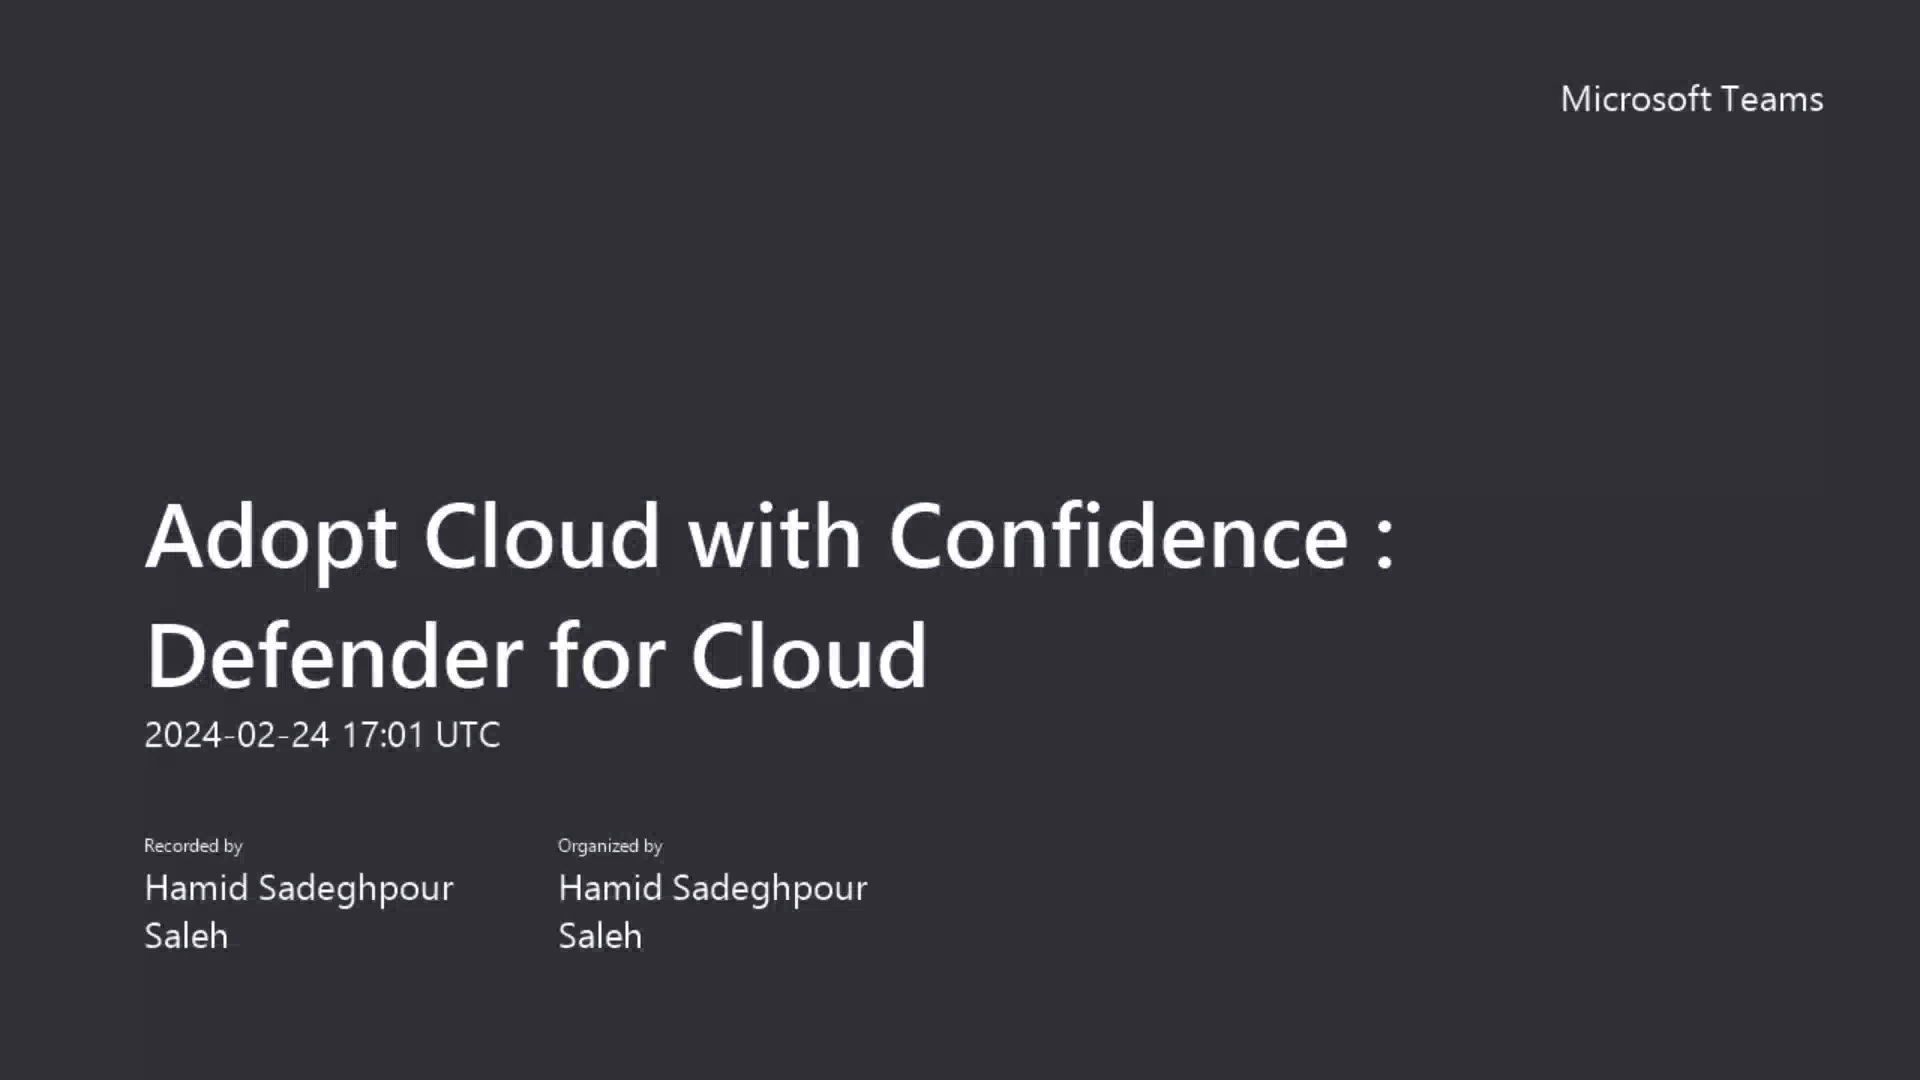 Microsoft Teams
Adopt Cloud with Confidence :
Defender for Cloud
2024-02-24 17:01 UTC
Recorded by
Hamid Sadeghpour
Saleh
Organized by
Hamid Sadeghpour
Saleh